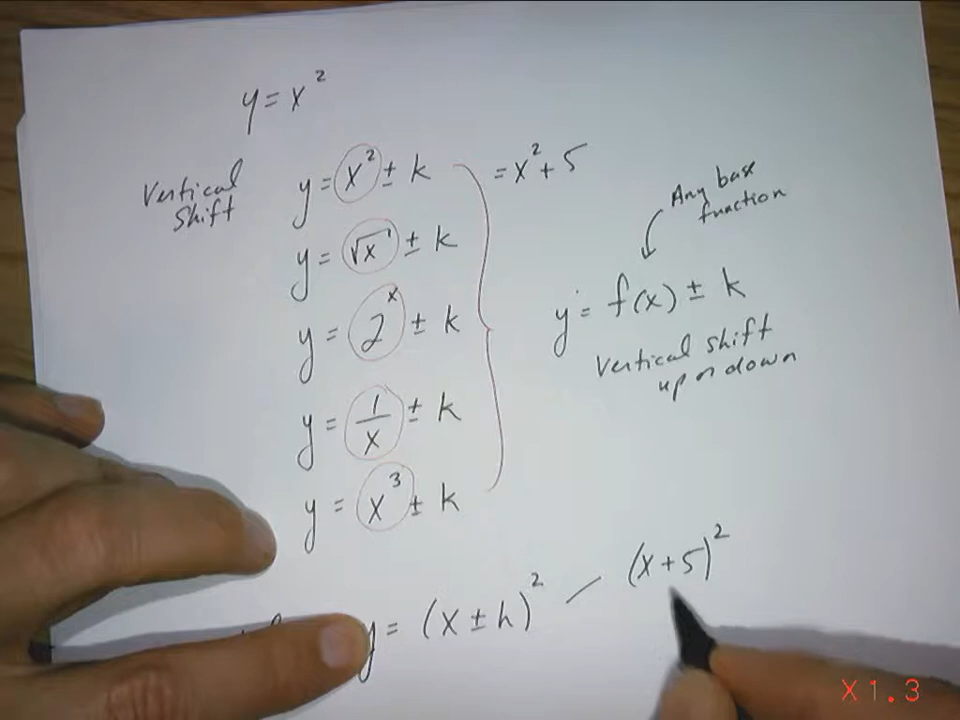 y = x²
Vertical
Shift
y = x² ± k
= x² + 5
y = √x ± k
y = 2ˣ ± k
y = 1/x ± k
y = x³ ± k
Any base
function
y = f(x) ± k
Vertical shift
up or down
y = (x ± h)²
(x + 5)²
X1.3